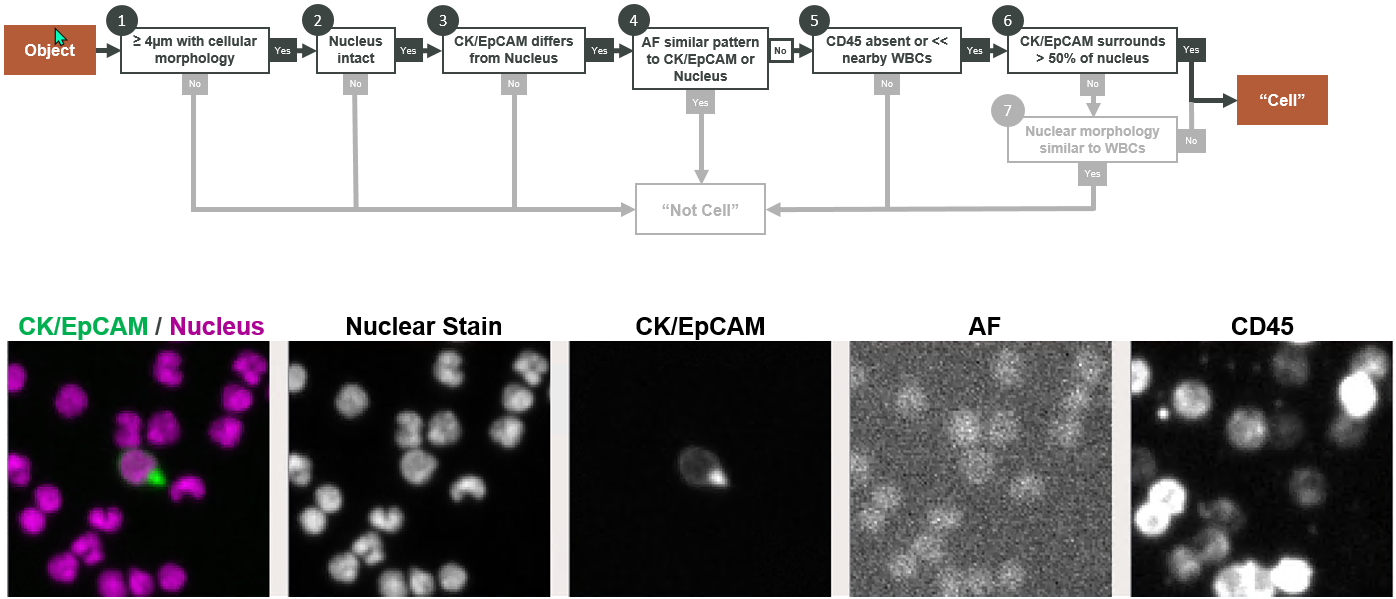 1
2
3
4
5
6
Object
≥ 4µm with cellular
morphology
Yes
No
Nucleus
intact
Yes
No
CK/EpCAM differs
from Nucleus
Yes
No
AF similar pattern
to CK/EpCAM or
Nucleus
No
Yes
CD45 absent or <<
nearby WBCs
Yes
No
CK/EpCAM surrounds
> 50% of nucleus
Yes
No
7
Nuclear morphology
similar to WBCs
No
Yes
“Cell”
“Not Cell”
CK/EpCAM / Nucleus
Nuclear Stain
CK/EpCAM
AF
CD45